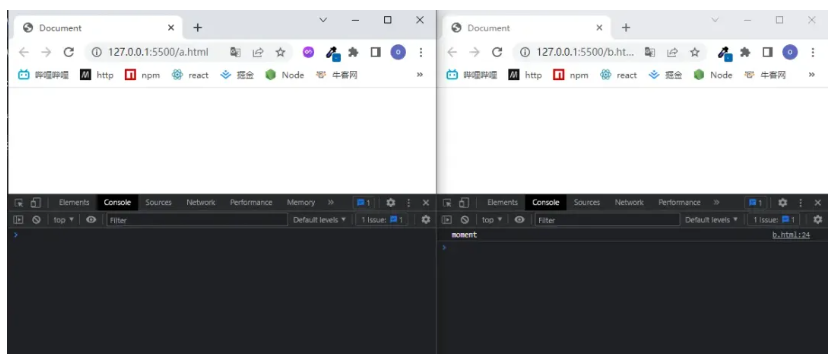 Document
Document
127.0.0.1:5500/a.html
127.0.0.1:5500/b.ht...
哔哩哔哩 http npm react 掘金 Node 牛客网 »
哔哩哔哩 http npm react 掘金 Node 牛客网 »
Elements Console Sources Network Performance Memory » 1
Elements Console Sources Network Performance » 1
top Filter Default levels 1 Issue: 1
top Filter Default levels 1 Issue: 1
moment b.html:24